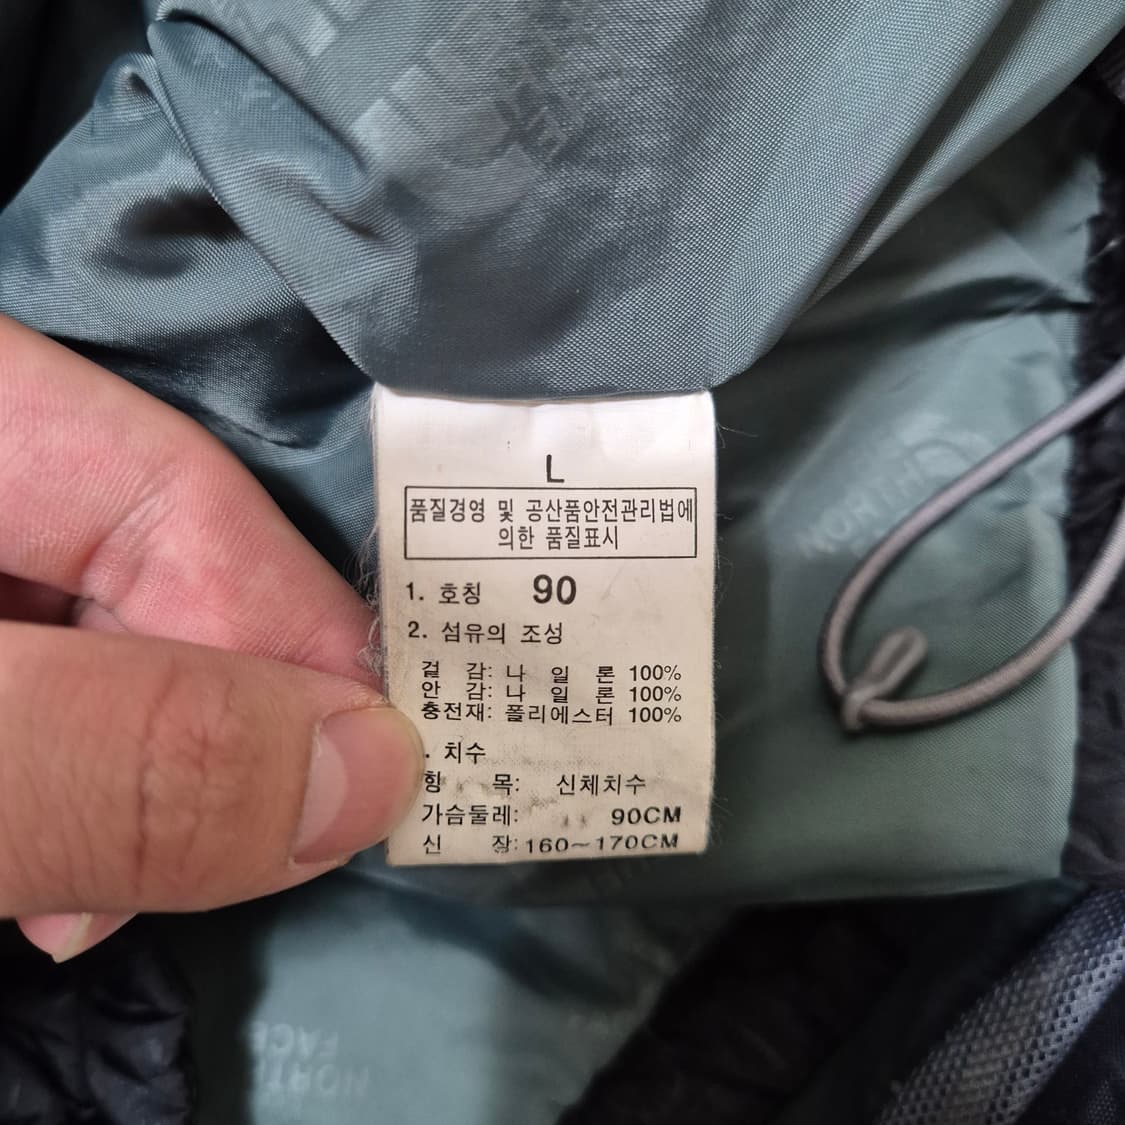 L
품질경영 및 공산품안전관리법에
의한 품질표시
1. 호칭 90
2. 섬유의 조성
겉 감: 나 일 론 100%
안 감: 나 일 론 100%
충전재: 폴리에스터 100%
. 치수
항 목: 신체치수
가슴둘레: 90CM
신 장: 160~170CM
NORTH
FACE